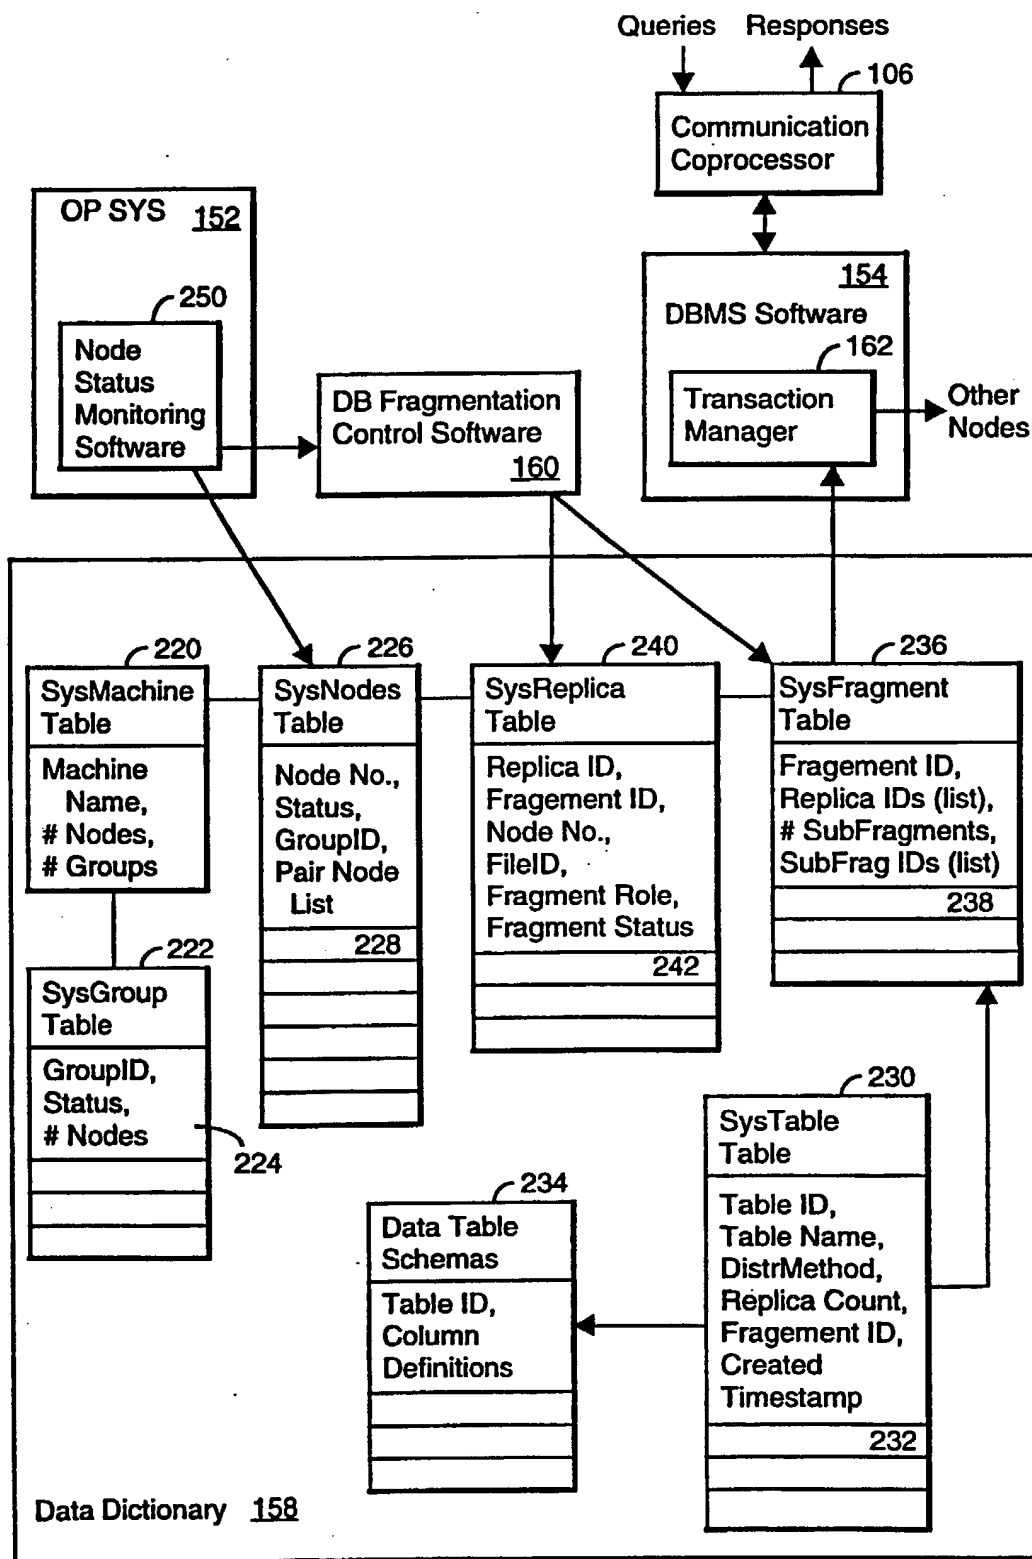 Queries Responses
106
Communication
Coprocessor
OP SYS 152
250
Node
Status
Monitoring
Software
DB Fragmentation
Control Software
160
154
DBMS Software
162
Transaction
Manager
Other
Nodes
220
SysMachine
Table
Machine
Name,
# Nodes,
# Groups
222
SysGroup
Table
GroupID,
Status,
# Nodes
224
226
SysNodes
Table
Node No.,
Status,
GroupID,
Pair Node
List
228
240
SysReplica
Table
Replica ID,
Fragement ID,
Node No.,
FileID,
Fragment Role,
Fragment Status
242
236
SysFragment
Table
Fragement ID,
Replica IDs (list),
# SubFragments,
SubFrag IDs (list)
238
234
Data Table
Schemas
Table ID,
Column
Definitions
230
SysTable
Table
Table ID,
Table Name,
DistrMethod,
Replica Count,
Fragement ID,
Created
Timestamp
232
Data Dictionary 158